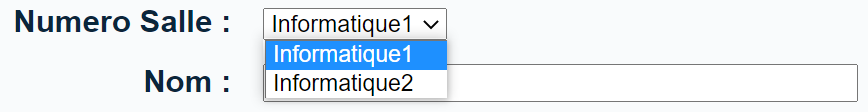 Numero Salle : Informatique1
Informatique1
Nom : Informatique2